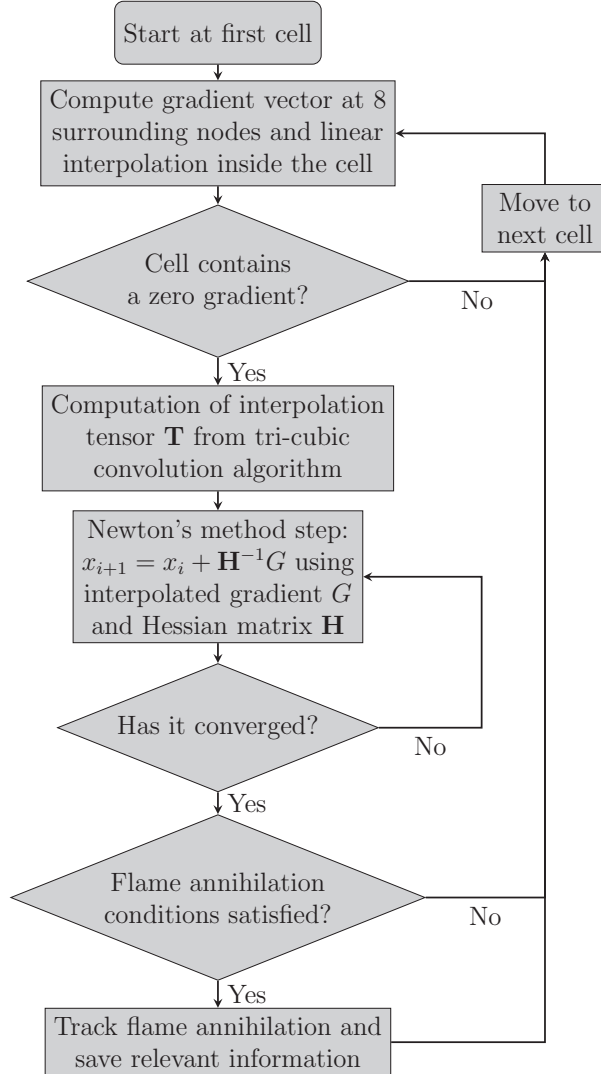 Start at first cell
Compute gradient vector at 8
surrounding nodes and linear
interpolation inside the cell
Move to
next cell
Cell contains
a zero gradient?
No
Yes
Computation of interpolation
tensor T from tri-cubic
convolution algorithm
Newton's method step:
xᵢ₊₁ = xᵢ + H⁻¹G using
interpolated gradient G
and Hessian matrix H
Has it converged?
No
Yes
Flame annihilation
conditions satisfied?
No
Yes
Track flame annihilation and
save relevant information